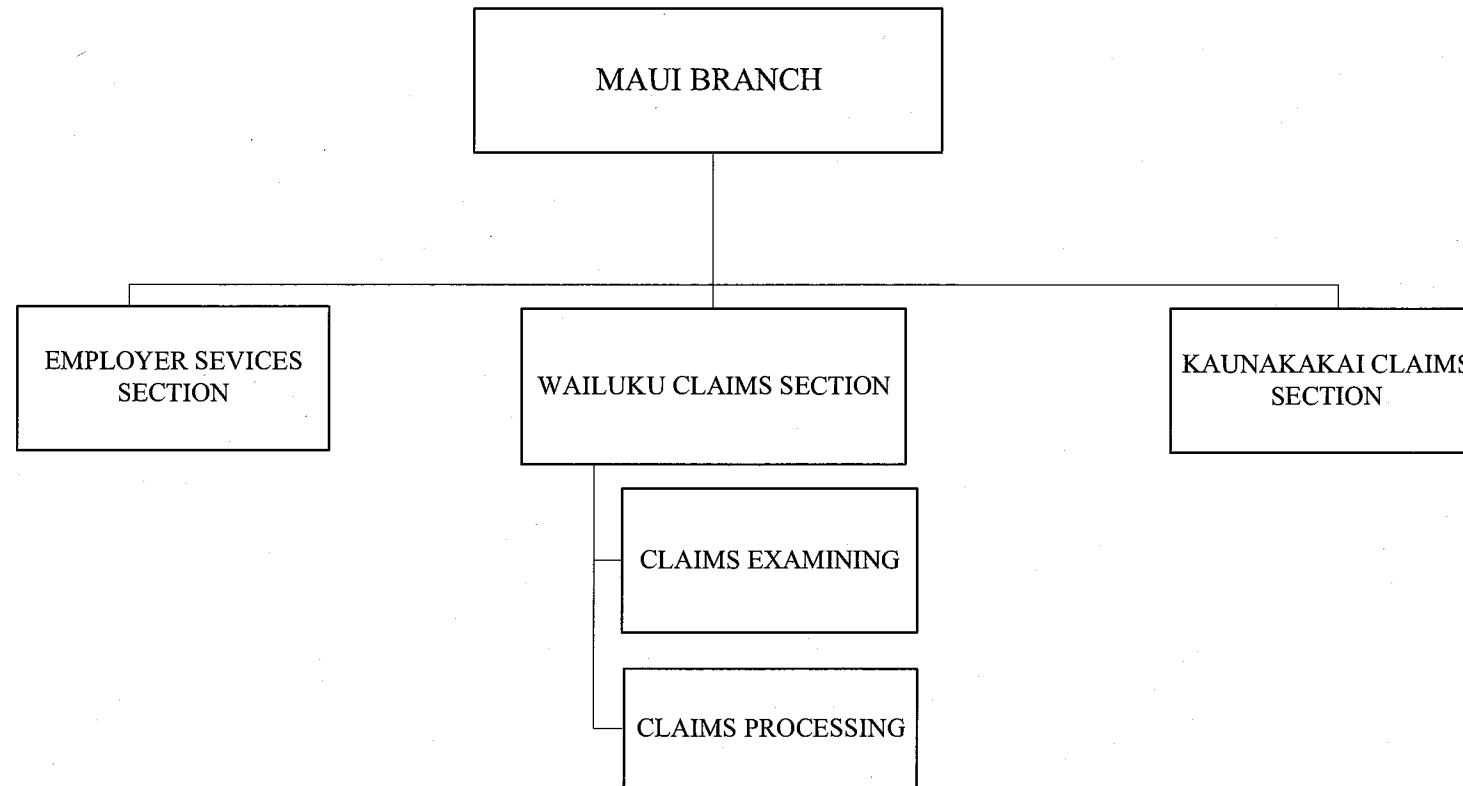 MAUI BRANCH
EMPLOYER SEVICES
SECTION
WAILUKU CLAIMS SECTION
KAUNAKAKAI CLAIMS
SECTION
CLAIMS EXAMINING
CLAIMS PROCESSING